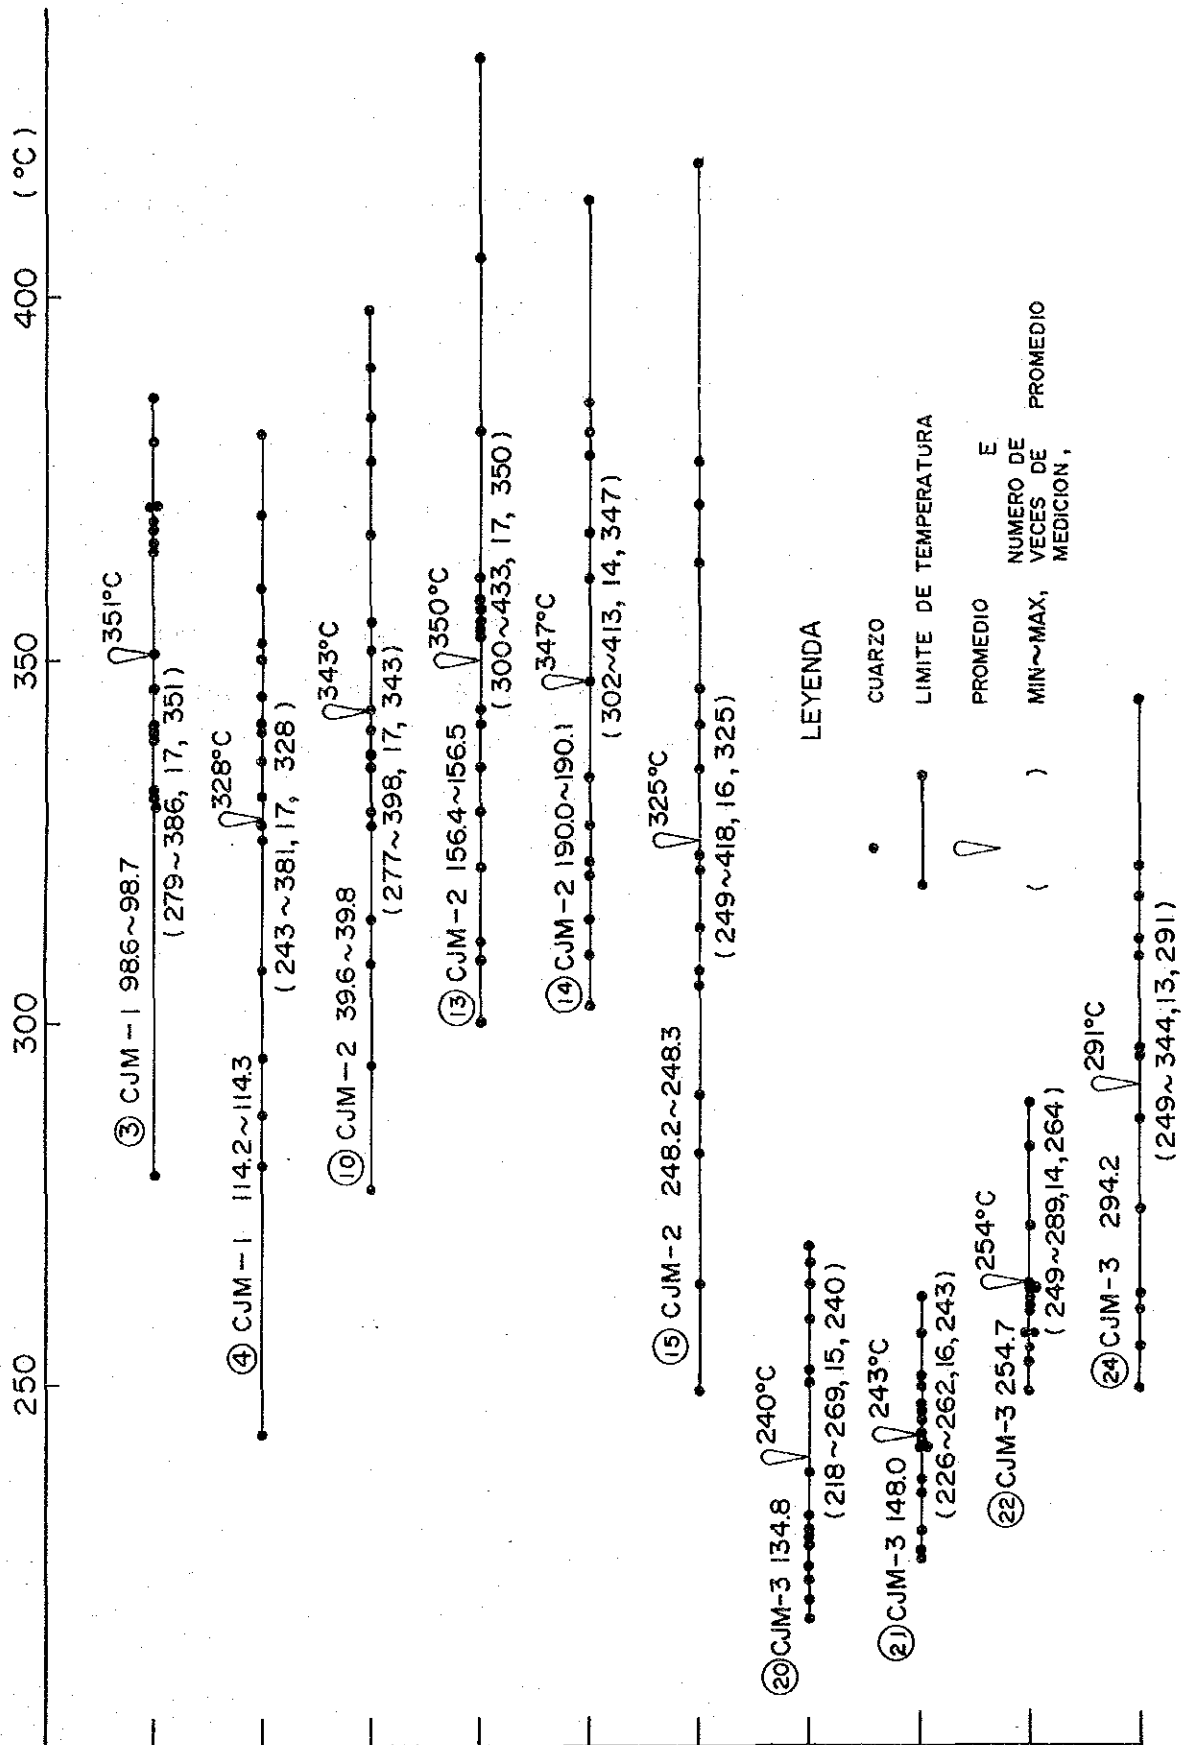 250 300 350 400 (°C)
③ CJM-1 98.6~98.7
351°C
(279~386, 17, 351)
④ CJM-1 114.2~114.3
328°C
(243~381, 17, 328)
⑩ CJM-2 39.6~39.8
343°C
(277~398, 17, 343)
⑬ CJM-2 156.4~156.5
350°C
(300~433, 17, 350)
⑭ CJM-2 190.0~190.1
347°C
(302~413, 14, 347)
⑮ CJM-2 248.2~248.3
325°C
(249~418, 16, 325)
⑳ CJM-3 134.8
240°C
(218~269, 15, 240)
㉑ CJM-3 148.0
243°C
(226~262, 16, 243)
㉒ CJM-3 254.7
254°C
(249~289, 14, 264)
㉔ CJM-3 294.2
291°C
(249~344, 13, 291)
LEYENDA
CUARZO
LIMITE DE TEMPERATURA
PROMEDIO E
( ) MIN~MAX, NUMERO DE VECES DE MEDICION, PROMEDIO